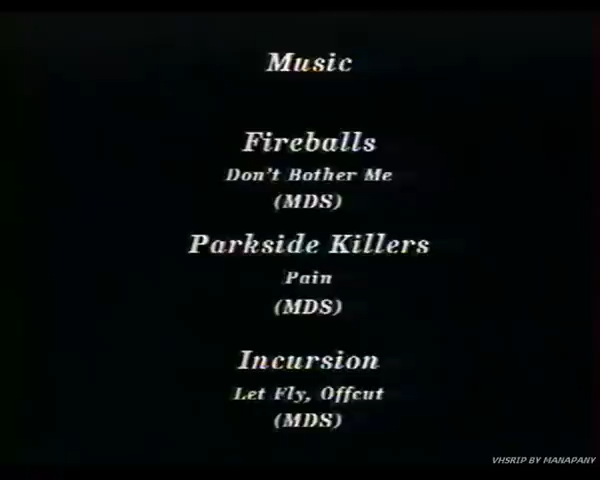 Music
Fireballs
Don't Bother Me
(MDS)
Parkside Killers
Pain
(MDS)
Incursion
Let Fly, Offcut
(MDS)
VHSRIP BY MANAPANY